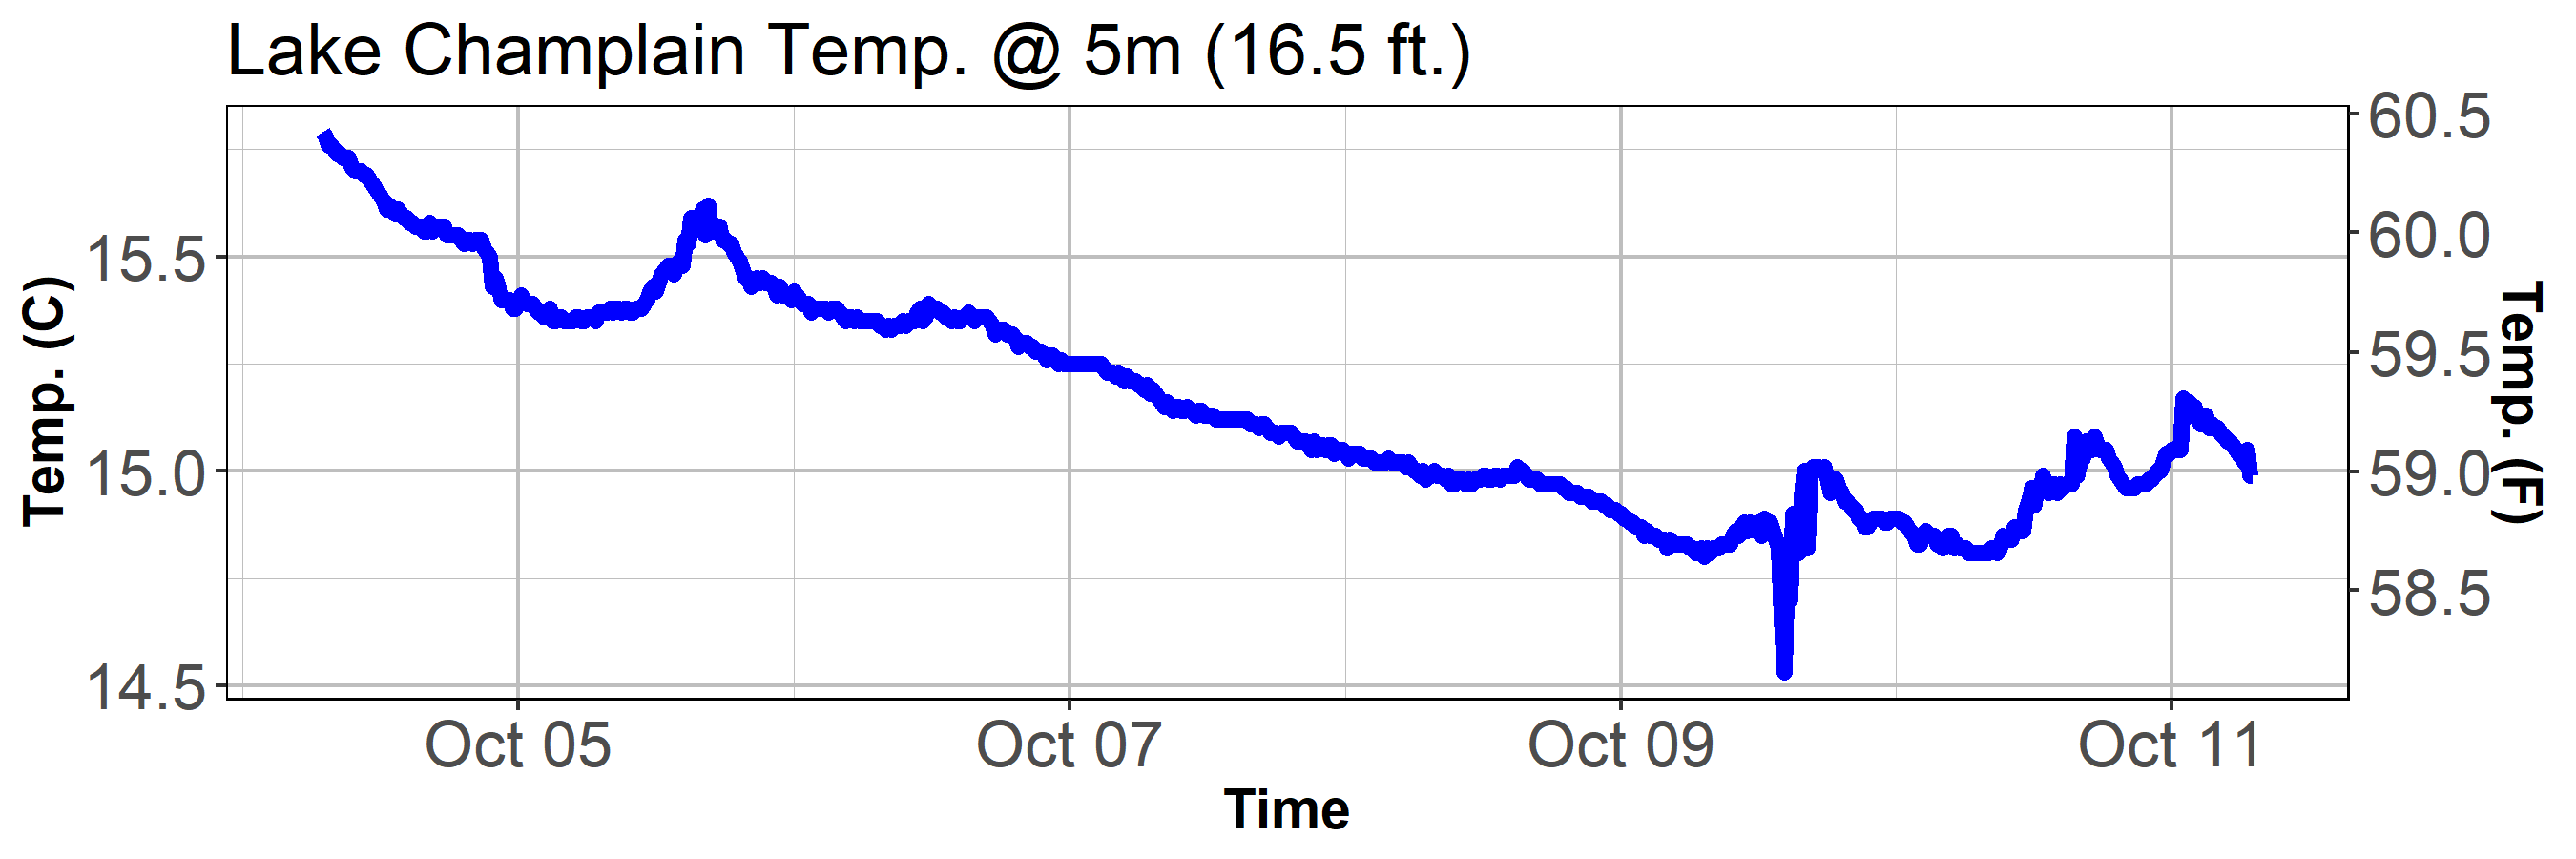 Lake Champlain Temp. @ 5m (16.5 ft.)
Temp. (C)
15.5
15.0
14.5
60.5
60.0
59.5
59.0
58.5
Temp. (F)
Oct 05
Oct 07
Oct 09
Oct 11
Time